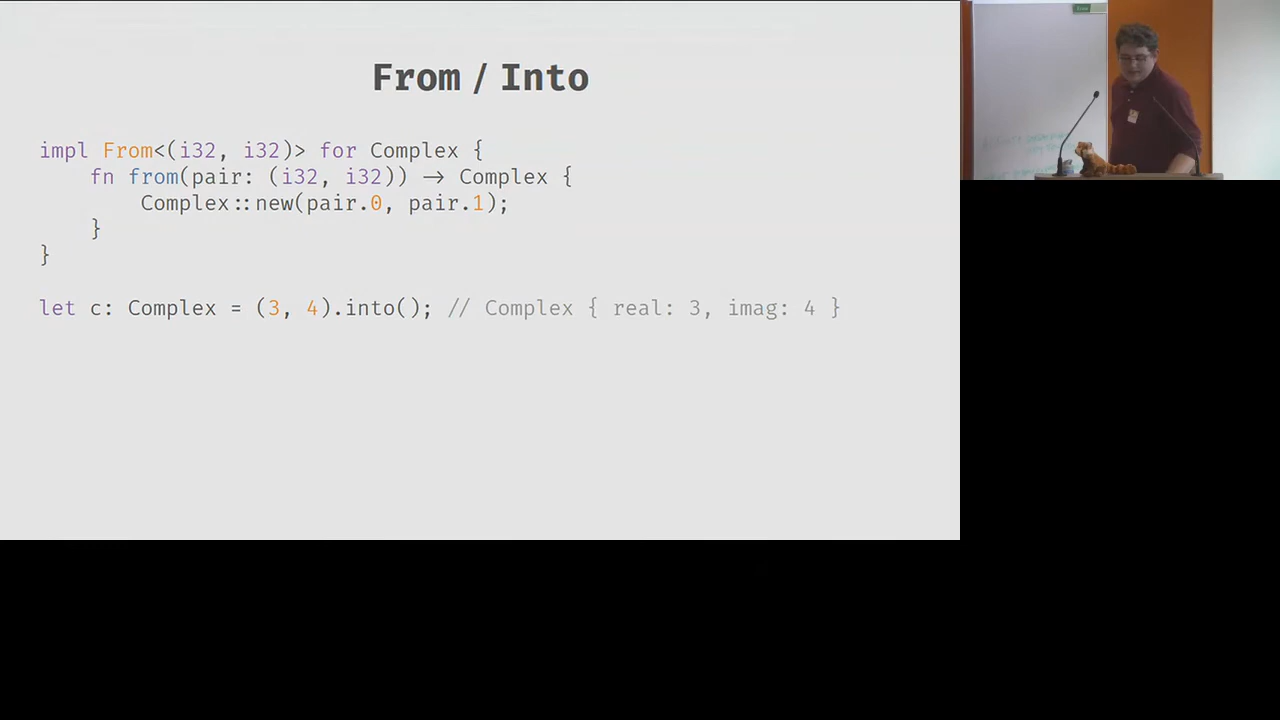 From / Into
impl From<(i32, i32)> for Complex {
fn from(pair: (i32, i32)) -> Complex {
Complex::new(pair.0, pair.1);
}
}
let c: Complex = (3, 4).into(); // Complex { real: 3, imag: 4 }